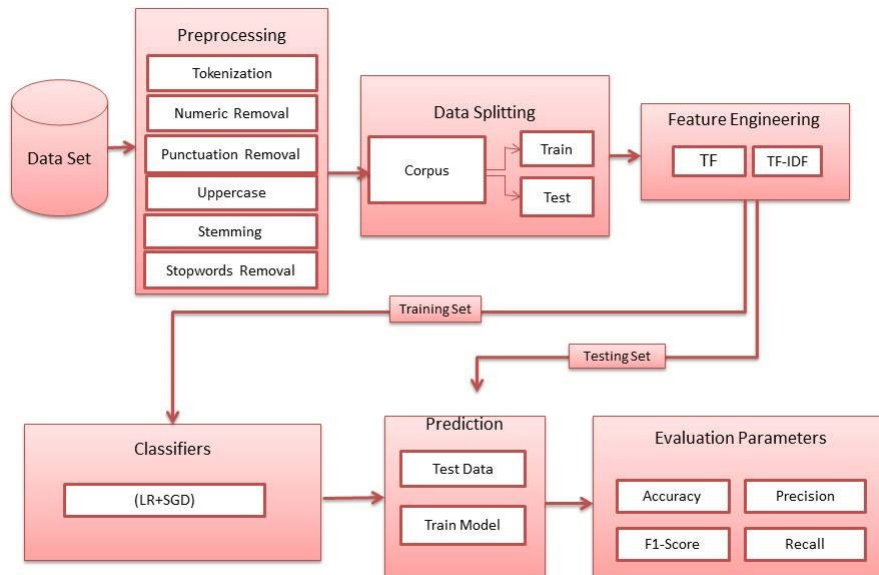 Data Set
Preprocessing
Tokenization
Numeric Removal
Punctuation Removal
Uppercase
Stemming
Stopwords Removal
Data Splitting
Corpus
Train
Test
Feature Engineering
TF
TF-IDF
Training Set
Testing Set
Classifiers
(LR+SGD)
Prediction
Test Data
Train Model
Evaluation Parameters
Accuracy
Precision
F1-Score
Recall